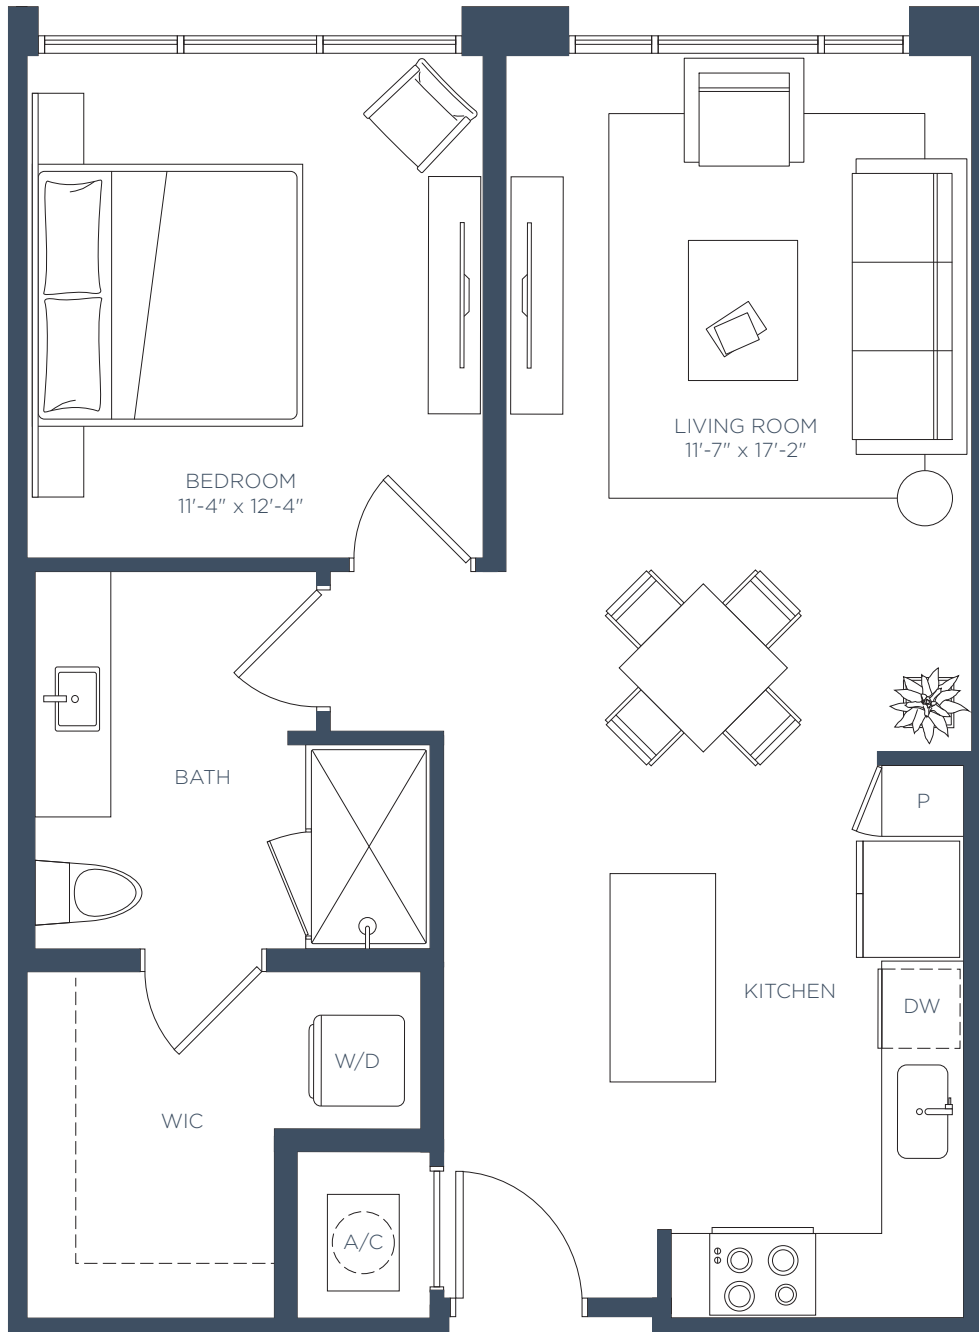 BEDROOM
11'-4" x 12'-4"
LIVING ROOM
11'-7" x 17'-2"
BATH
P
KITCHEN
DW
W/D
WIC
A/C